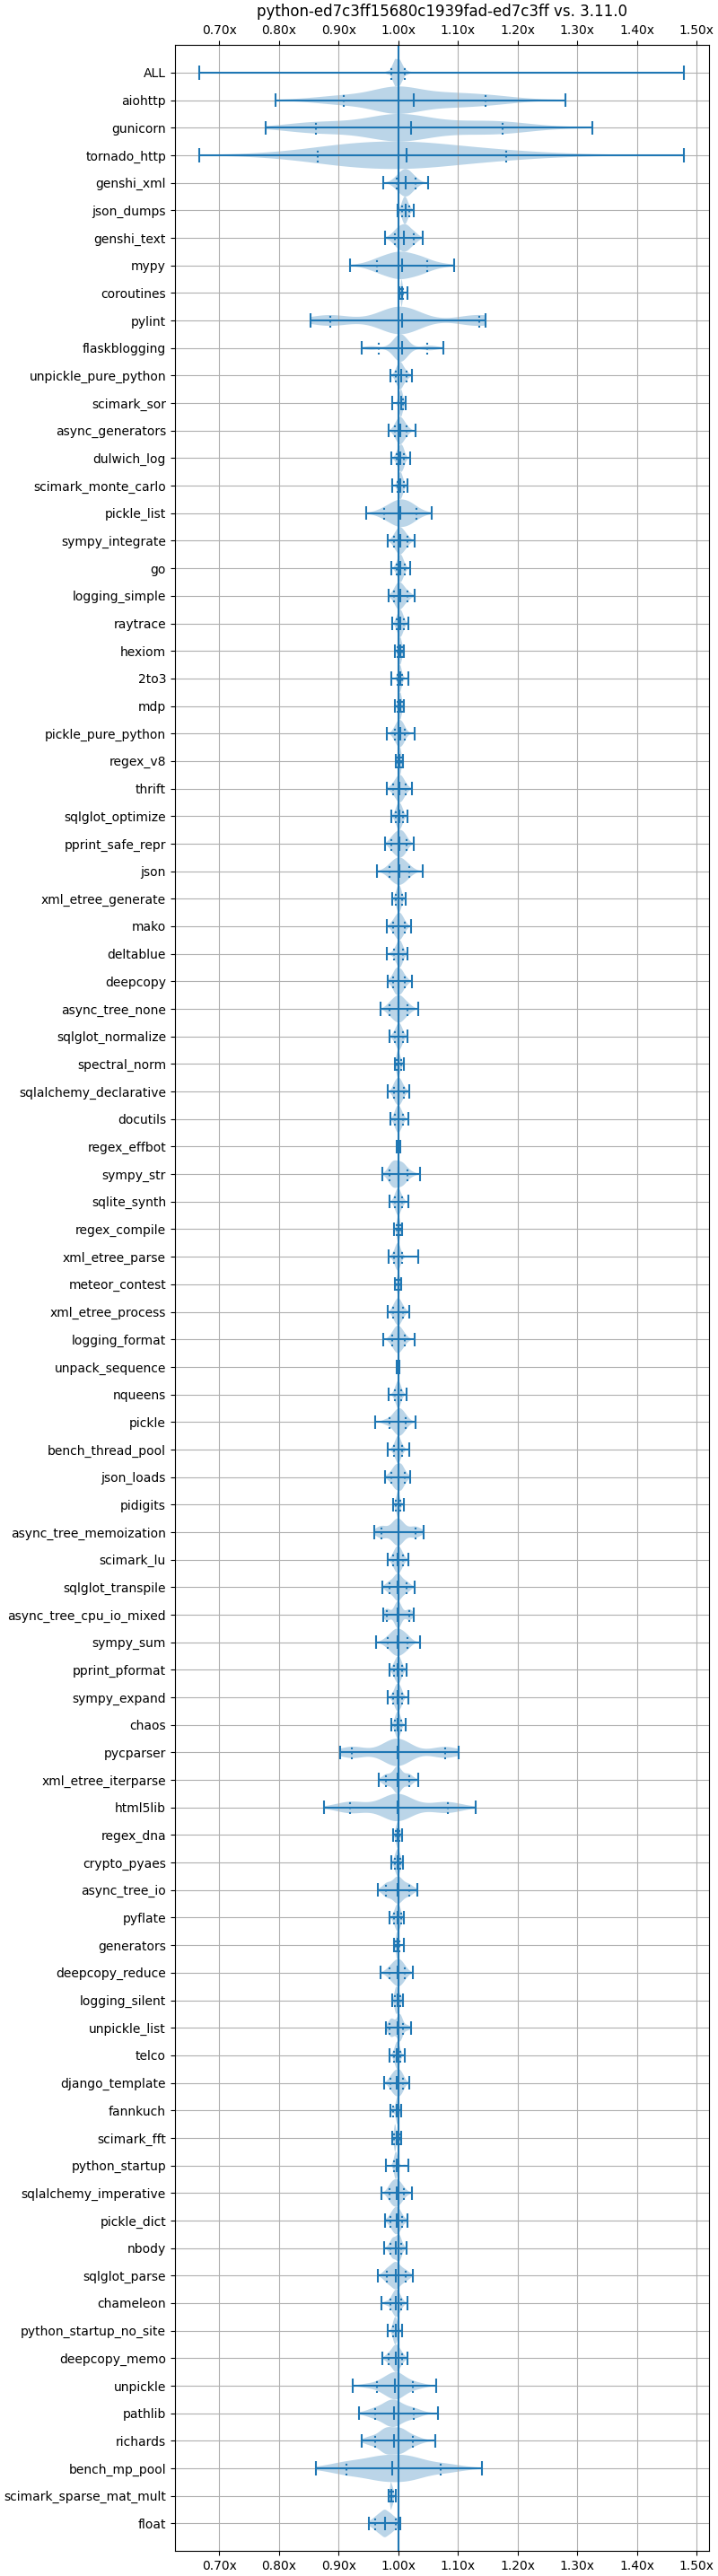 python-ed7c3ff15680c1939fad-ed7c3ff vs. 3.11.0
0.70x 0.80x 0.90x 1.00x 1.10x 1.20x 1.30x 1.40x 1.50x
ALL
aiohttp
gunicorn
tornado_http
genshi_xml
json_dumps
genshi_text
mypy
coroutines
pylint
flaskblogging
unpickle_pure_python
scimark_sor
async_generators
dulwich_log
scimark_monte_carlo
pickle_list
sympy_integrate
go
logging_simple
raytrace
hexiom
2to3
mdp
pickle_pure_python
regex_v8
thrift
sqlglot_optimize
pprint_safe_repr
json
xml_etree_generate
mako
deltablue
deepcopy
async_tree_none
sqlglot_normalize
spectral_norm
sqlalchemy_declarative
docutils
regex_effbot
sympy_str
sqlite_synth
regex_compile
xml_etree_parse
meteor_contest
xml_etree_process
logging_format
unpack_sequence
nqueens
pickle
bench_thread_pool
json_loads
pidigits
async_tree_memoization
scimark_lu
sqlglot_transpile
async_tree_cpu_io_mixed
sympy_sum
pprint_pformat
sympy_expand
chaos
pycparser
xml_etree_iterparse
html5lib
regex_dna
crypto_pyaes
async_tree_io
pyflate
generators
deepcopy_reduce
logging_silent
unpickle_list
telco
django_template
fannkuch
scimark_fft
python_startup
sqlalchemy_imperative
pickle_dict
nbody
sqlglot_parse
chameleon
python_startup_no_site
deepcopy_memo
unpickle
pathlib
richards
bench_mp_pool
scimark_sparse_mat_mult
float
0.70x 0.80x 0.90x 1.00x 1.10x 1.20x 1.30x 1.40x 1.50x